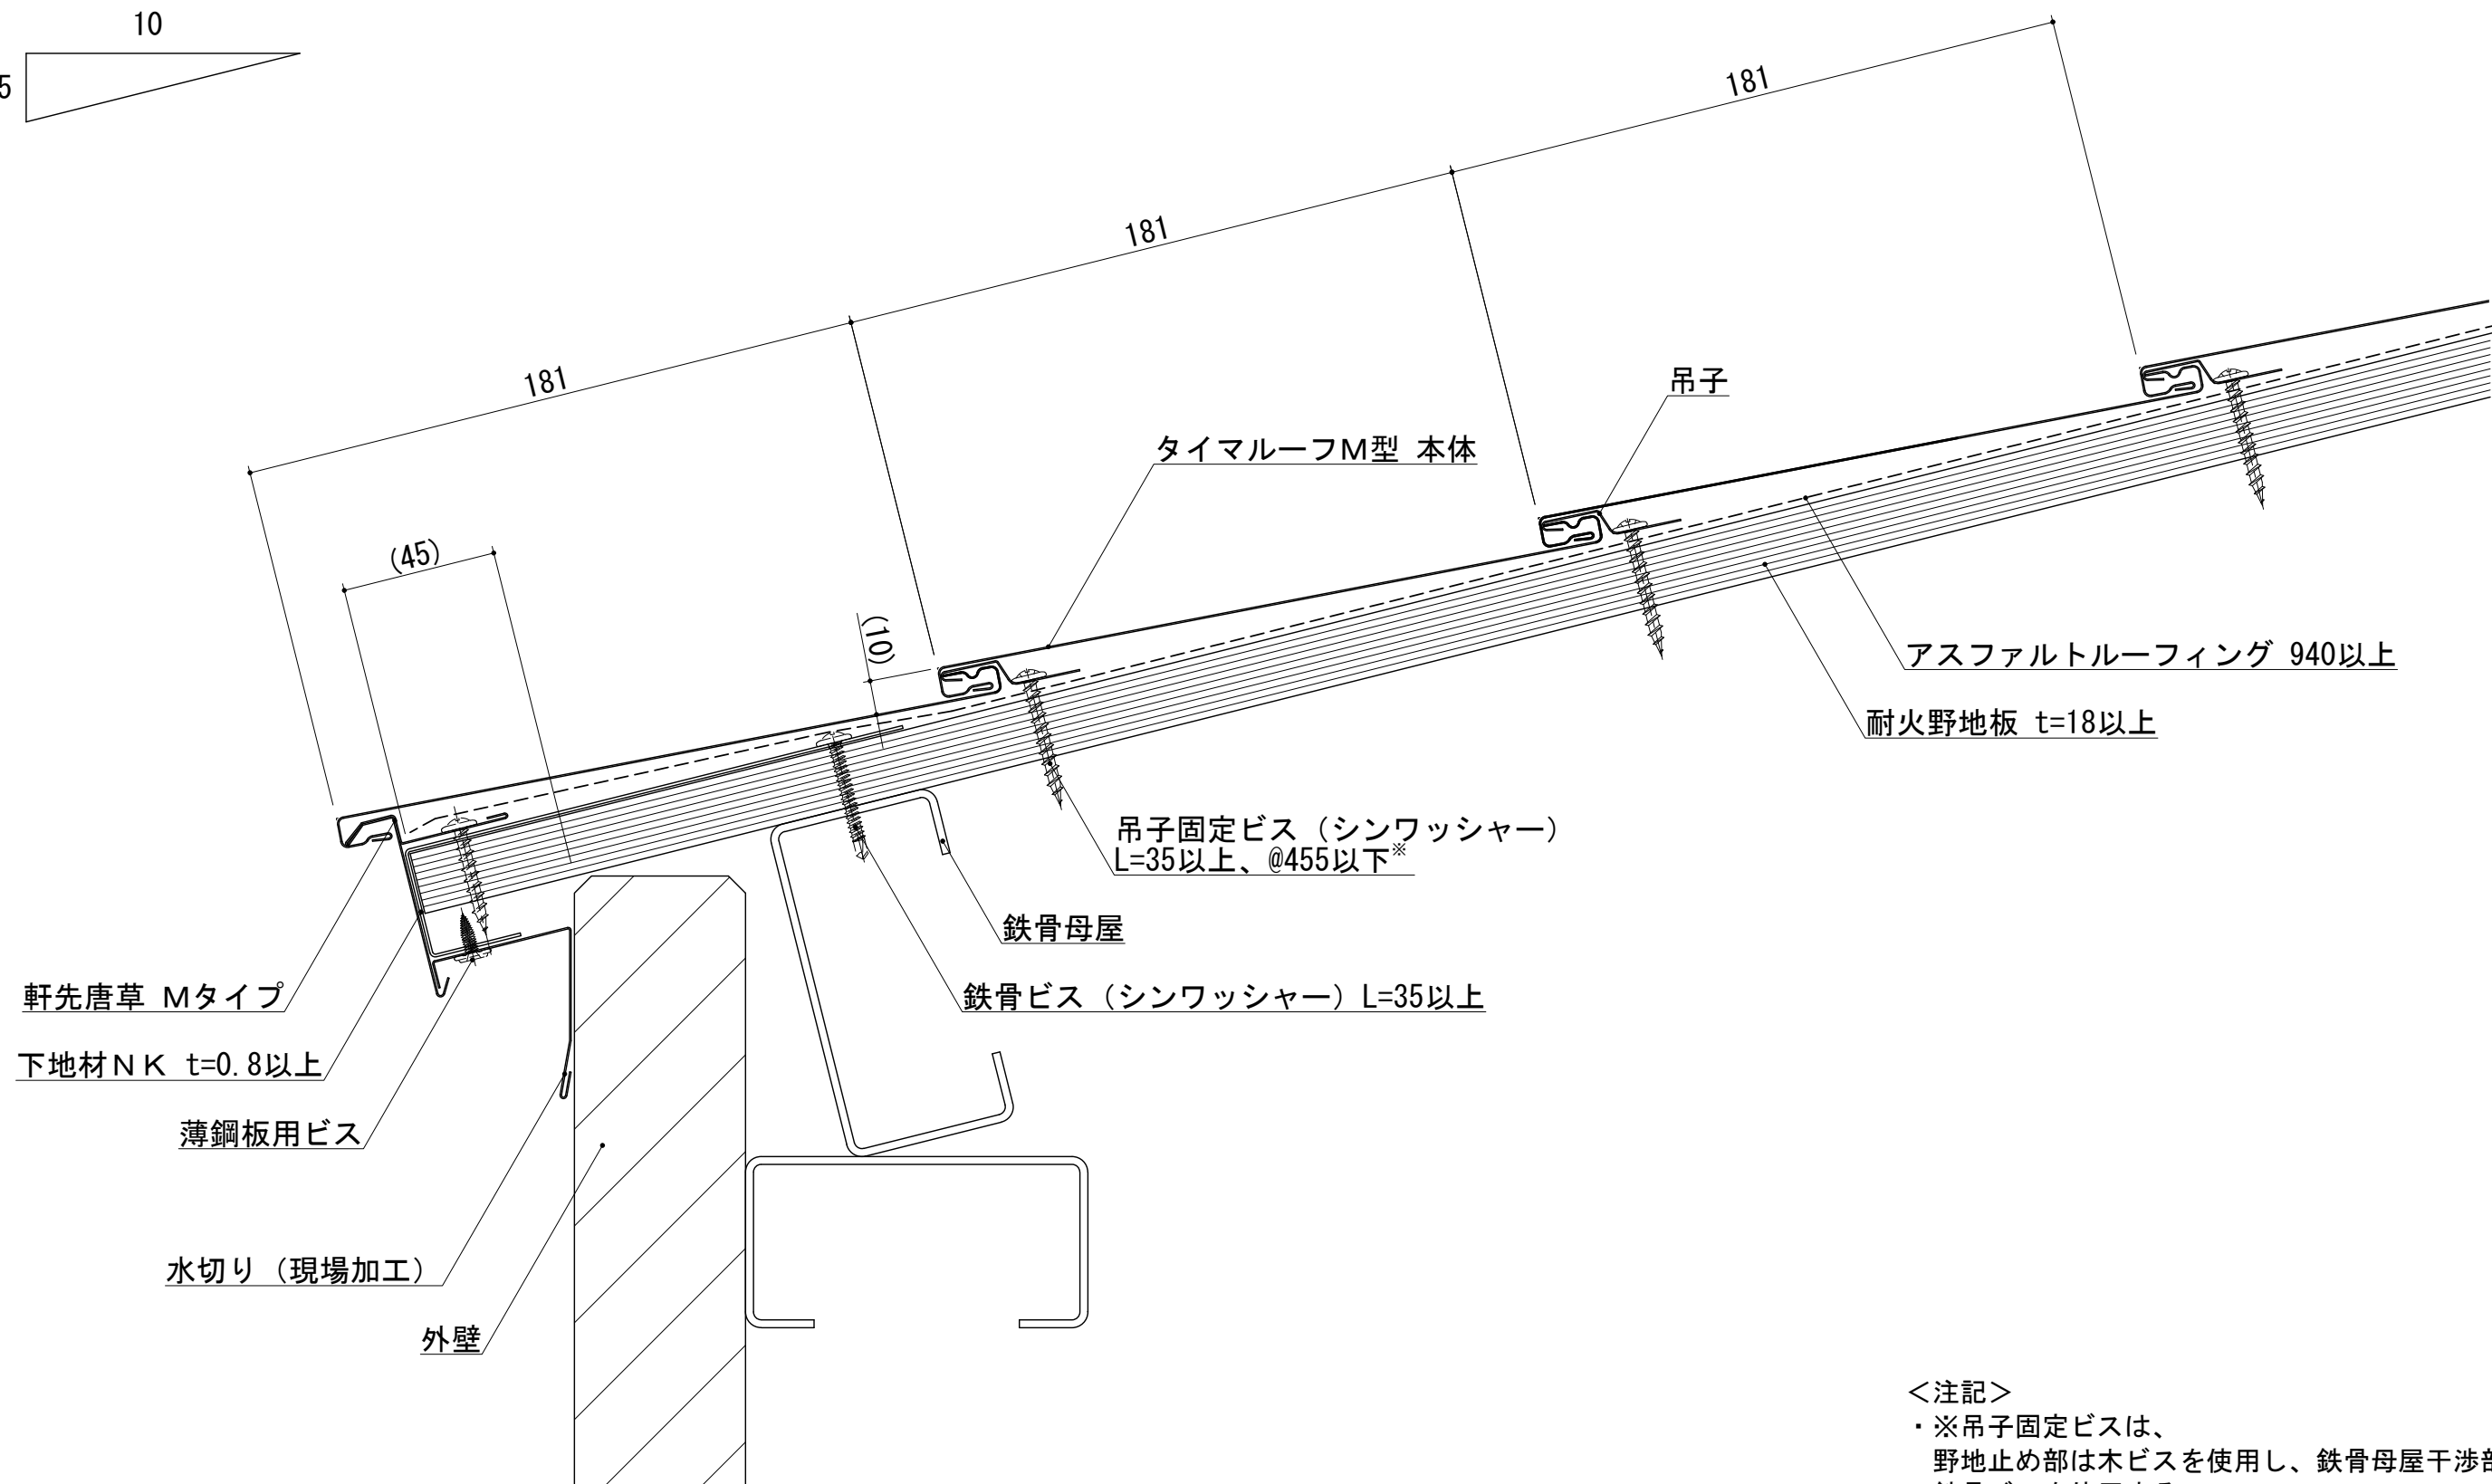 10
5
181
181
181
(45)
(10)
吊子
タイマルーフM型 本体
アスファルトルーフィング 940以上
耐火野地板 t=18以上
吊子固定ビス（シンワッシャー）
L=35以上、@455以下※
鉄骨母屋
鉄骨ビス（シンワッシャー）L=35以上
軒先唐草 Mタイプ
下地材NK t=0.8以上
薄鋼板用ビス
水切り（現場加工）
外壁
＜注記＞
・※吊子固定ビスは、
野地止め部は木ビスを使用し、鉄骨母屋干渉部